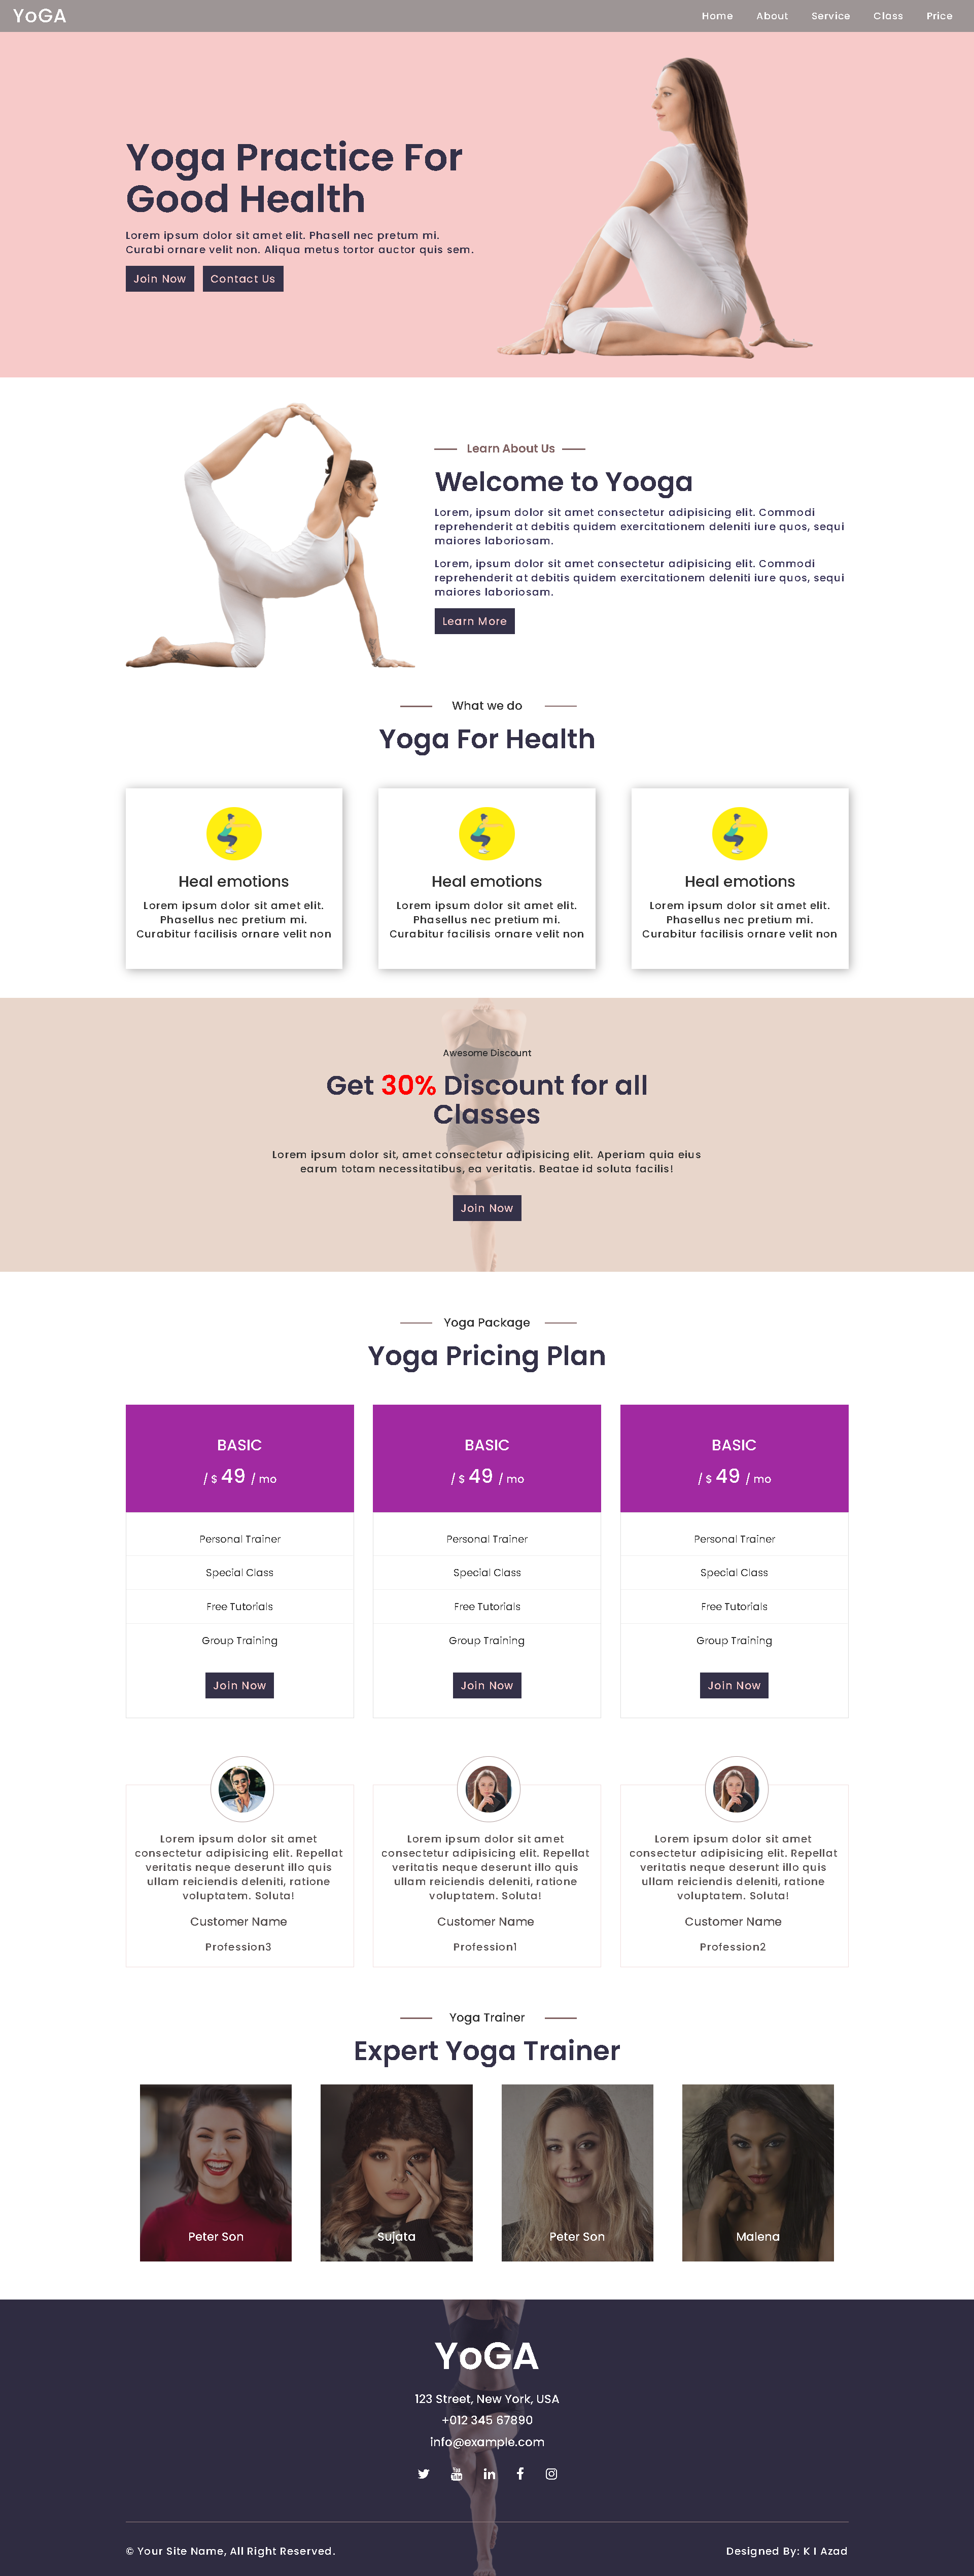 YoGA
Home About Service Class Price
Yoga Practice For
Good Health
Lorem ipsum dolor sit amet elit. Phasell nec pretum mi.
Curabi ornare velit non. Aliqua metus tortor auctor quis sem.
Join Now Contact Us
Learn About Us
Welcome to Yooga
Lorem, ipsum dolor sit amet consectetur adipisicing elit. Commodi
reprehenderit at debitis quidem exercitationem deleniti iure quos, sequi
maiores laboriosam.
Lorem, ipsum dolor sit amet consectetur adipisicing elit. Commodi
reprehenderit at debitis quidem exercitationem deleniti iure quos, sequi
maiores laboriosam.
Learn More
What we do
Yoga For Health
Heal emotions
Lorem ipsum dolor sit amet elit.
Phasellus nec pretium mi.
Curabitur facilisis ornare velit non
Heal emotions
Lorem ipsum dolor sit amet elit.
Phasellus nec pretium mi.
Curabitur facilisis ornare velit non
Heal emotions
Lorem ipsum dolor sit amet elit.
Phasellus nec pretium mi.
Curabitur facilisis ornare velit non
Awesome Discount
Get 30% Discount for all
Classes
Lorem ipsum dolor sit, amet consectetur adipisicing elit. Aperiam quia eius
earum totam necessitatibus, ea veritatis. Beatae id soluta facilis!
Join Now
Yoga Package
Yoga Pricing Plan
BASIC
/ $ 49 / mo
Personal Trainer
Special Class
Free Tutorials
Group Training
Join Now
BASIC
/ $ 49 / mo
Personal Trainer
Special Class
Free Tutorials
Group Training
Join Now
BASIC
/ $ 49 / mo
Personal Trainer
Special Class
Free Tutorials
Group Training
Join Now
Lorem ipsum dolor sit amet
consectetur adipisicing elit. Repellat
veritatis neque deserunt illo quis
ullam reiciendis deleniti, ratione
voluptatem. Soluta!
Customer Name
Profession3
Lorem ipsum dolor sit amet
consectetur adipisicing elit. Repellat
veritatis neque deserunt illo quis
ullam reiciendis deleniti, ratione
voluptatem. Soluta!
Customer Name
Profession1
Lorem ipsum dolor sit amet
consectetur adipisicing elit. Repellat
veritatis neque deserunt illo quis
ullam reiciendis deleniti, ratione
voluptatem. Soluta!
Customer Name
Profession2
Yoga Trainer
Expert Yoga Trainer
Peter Son
Sujata
Peter Son
Malena
YoGA
123 Street, New York, USA
+012 345 67890
info@example.com
© Your Site Name, All Right Reserved.
Designed By: K I Azad